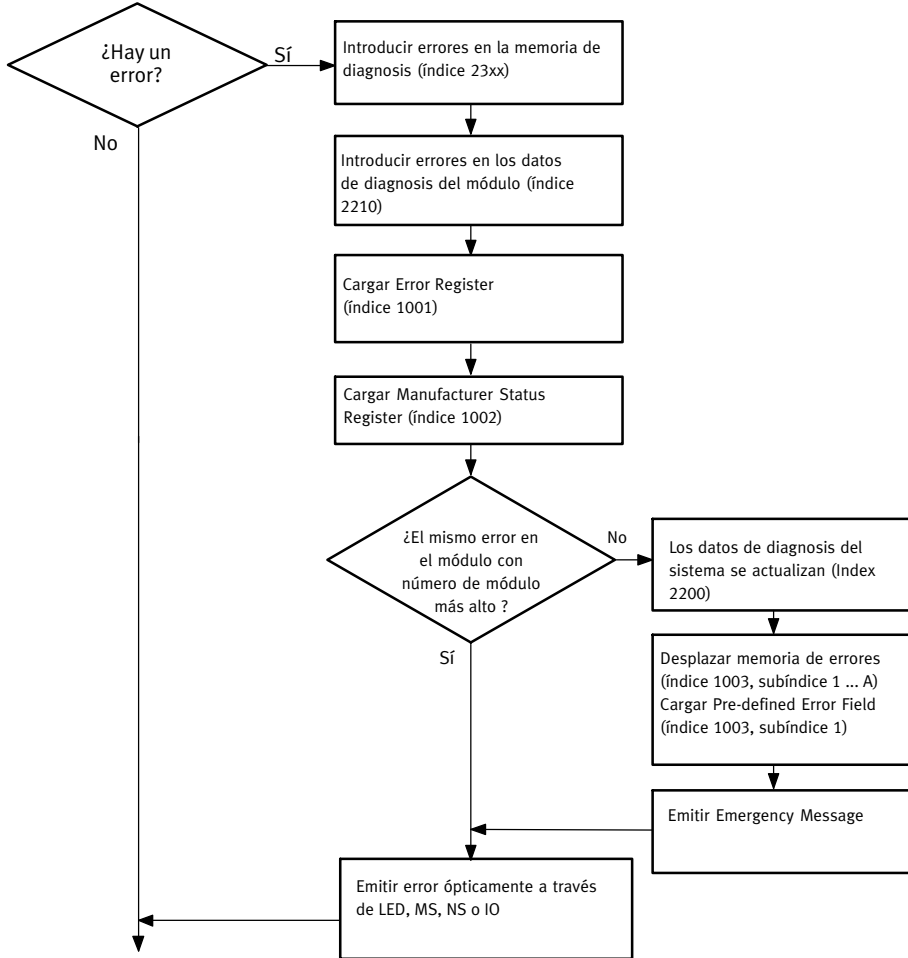 ¿Hay un
error?
Sí
No
Introducir errores en la memoria de
diagnosis (índice 23xx)
Introducir errores en los datos
de diagnosis del módulo (índice
2210)
Cargar Error Register
(índice 1001)
Cargar Manufacturer Status
Register (índice 1002)
¿El mismo error en
el módulo con
número de módulo
más alto ?
No
Sí
Los datos de diagnosis del
sistema se actualizan (Index
2200)
Desplazar memoria de errores
(índice 1003, subíndice 1 ... A)
Cargar Pre-defined Error Field
(índice 1003, subíndice 1)
Emitir Emergency Message
Emitir error ópticamente a través
de LED, MS, NS o IO